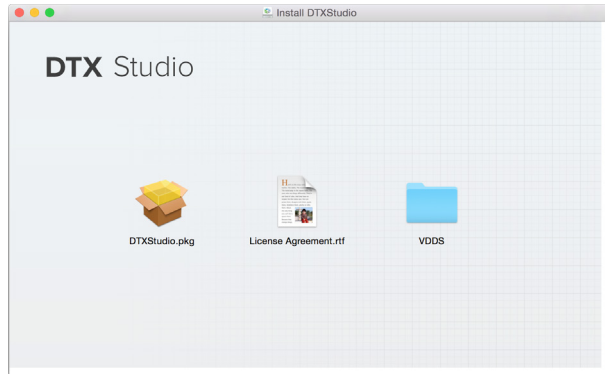 Install DTXStudio
DTX Studio
DTXStudio.pkg
License Agreement.rtf
VDDS